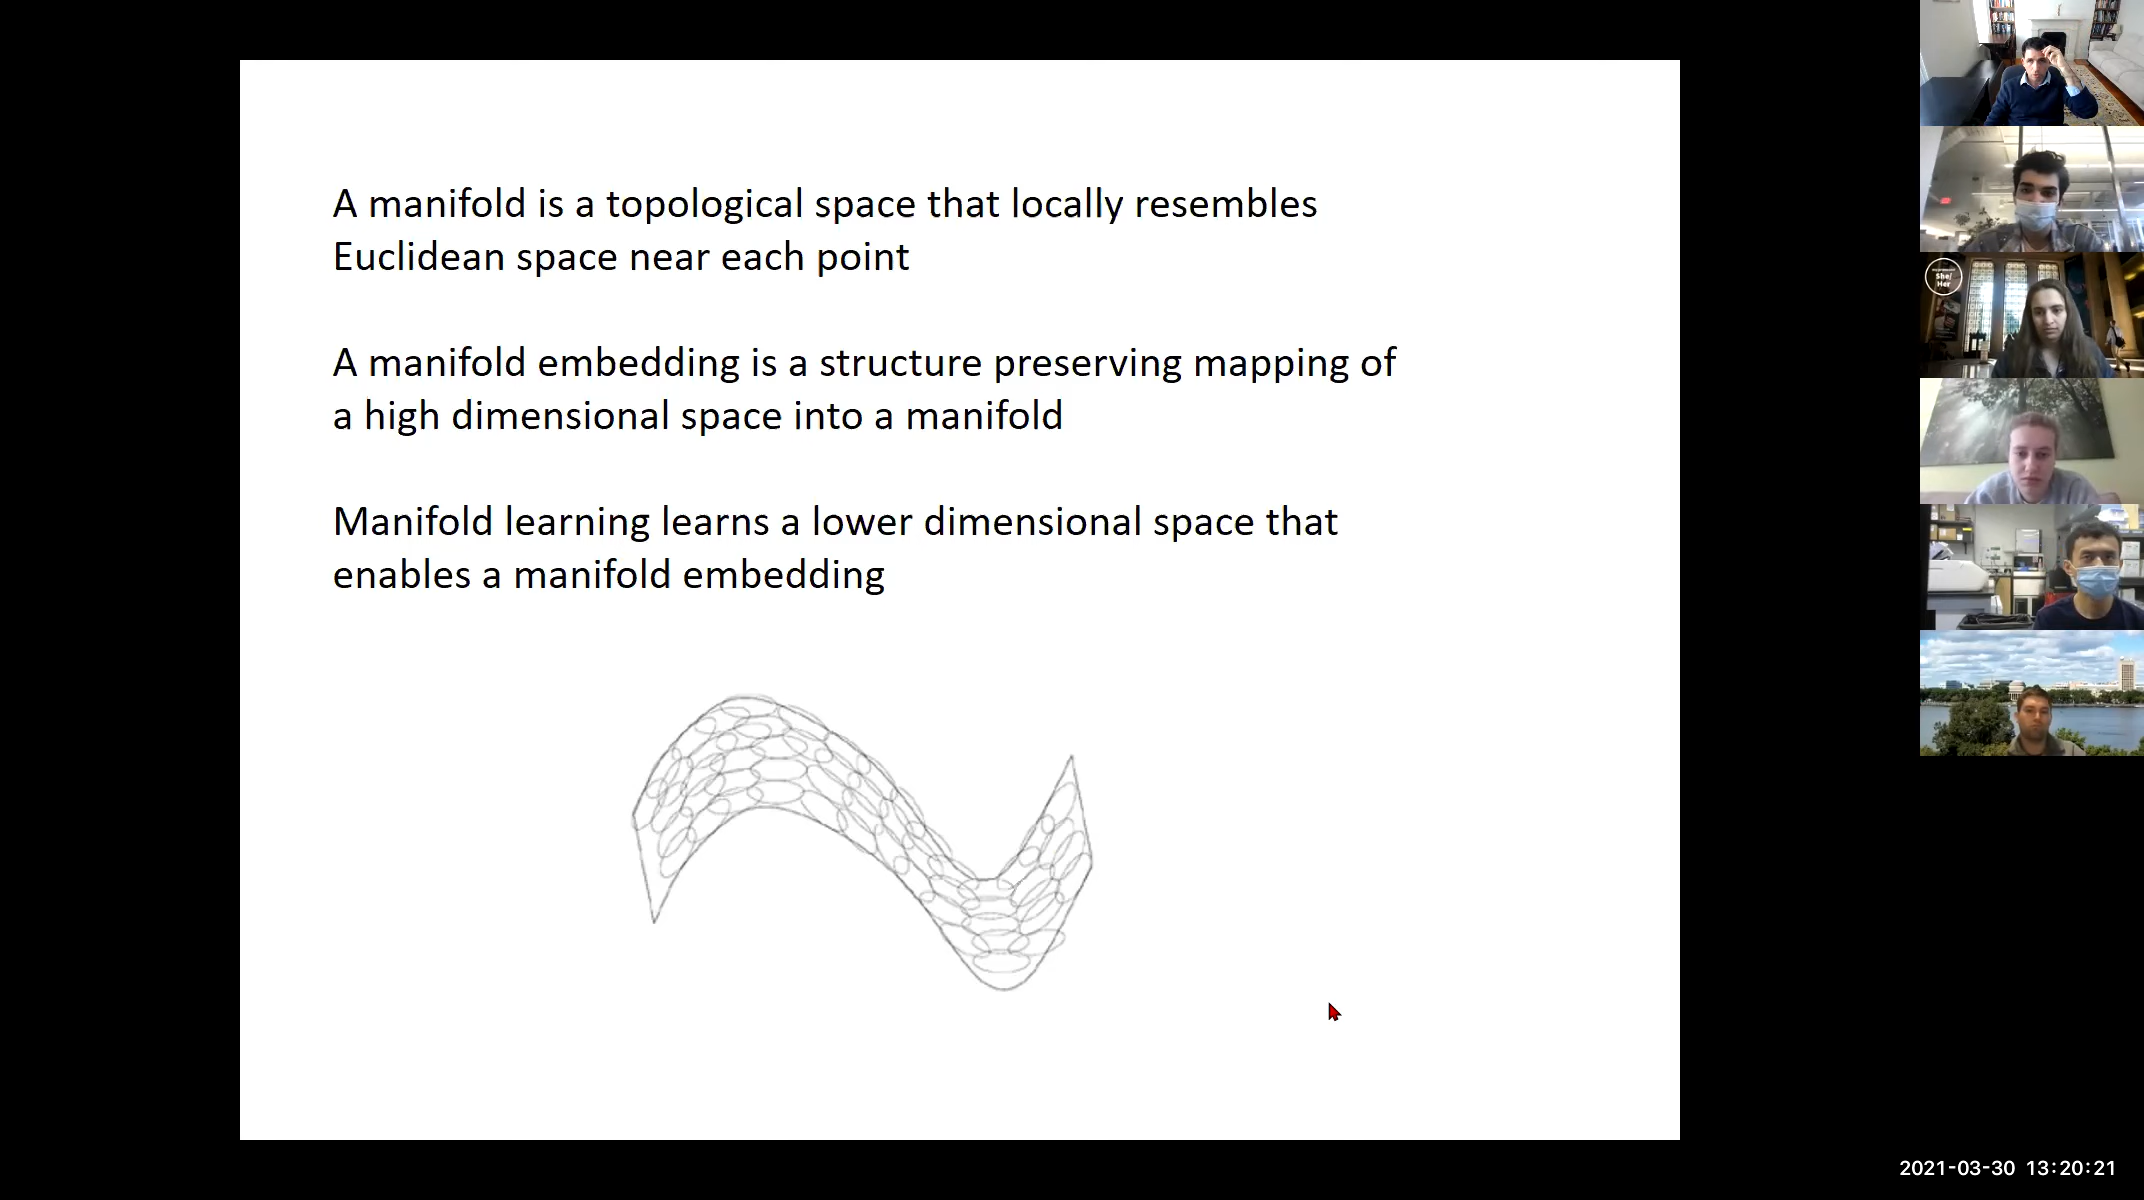 A manifold is a topological space that locally resembles
Euclidean space near each point
A manifold embedding is a structure preserving mapping of
a high dimensional space into a manifold
Manifold learning learns a lower dimensional space that
enables a manifold embedding
She/
Her
2021-03-30 13:20:21